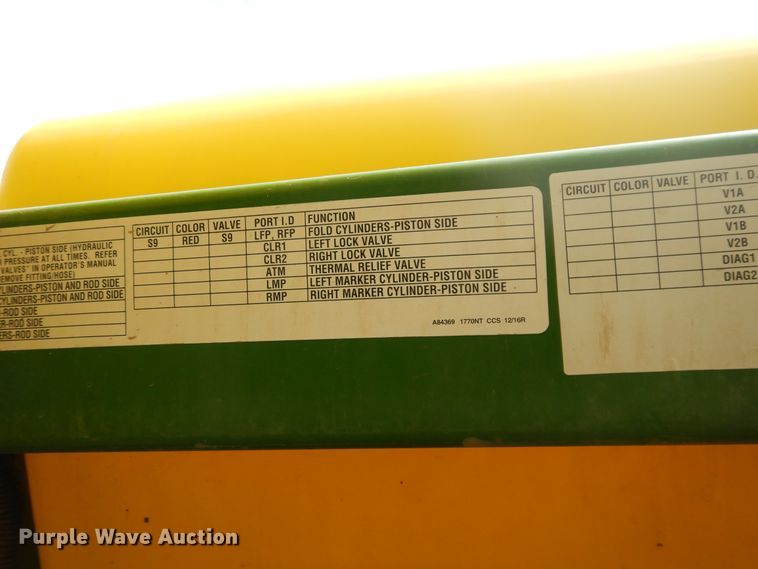 CYL. - PISTON SIDE (HYDRAULIC
PRESSURE AT ALL TIMES. REFER
VALVES" IN OPERATOR'S MANUAL
REMOVE FITTING/HOSE)
CYLINDERS-PISTON AND ROD SIDE
CYLINDERS-PISTON AND ROD SIDE
-ROD SIDE
ER-ROD SIDE
ERS-ROD SIDE
CIRCUIT COLOR VALVE PORT I.D FUNCTION
S9 RED S9 LFP, RFP FOLD CYLINDERS-PISTON SIDE
CLR1 LEFT LOCK VALVE
CLR2 RIGHT LOCK VALVE
ATM THERMAL RELIEF VALVE
LMP LEFT MARKER CYLINDER-PISTON SIDE
RMP RIGHT MARKER CYLINDER-PISTON SIDE
A84369 1770NT CCS 12/16R
CIRCUIT COLOR VALVE PORT I. D.
V1A
V2A
V1B
V2B
DIAG1
DIAG2
Purple Wave Auction